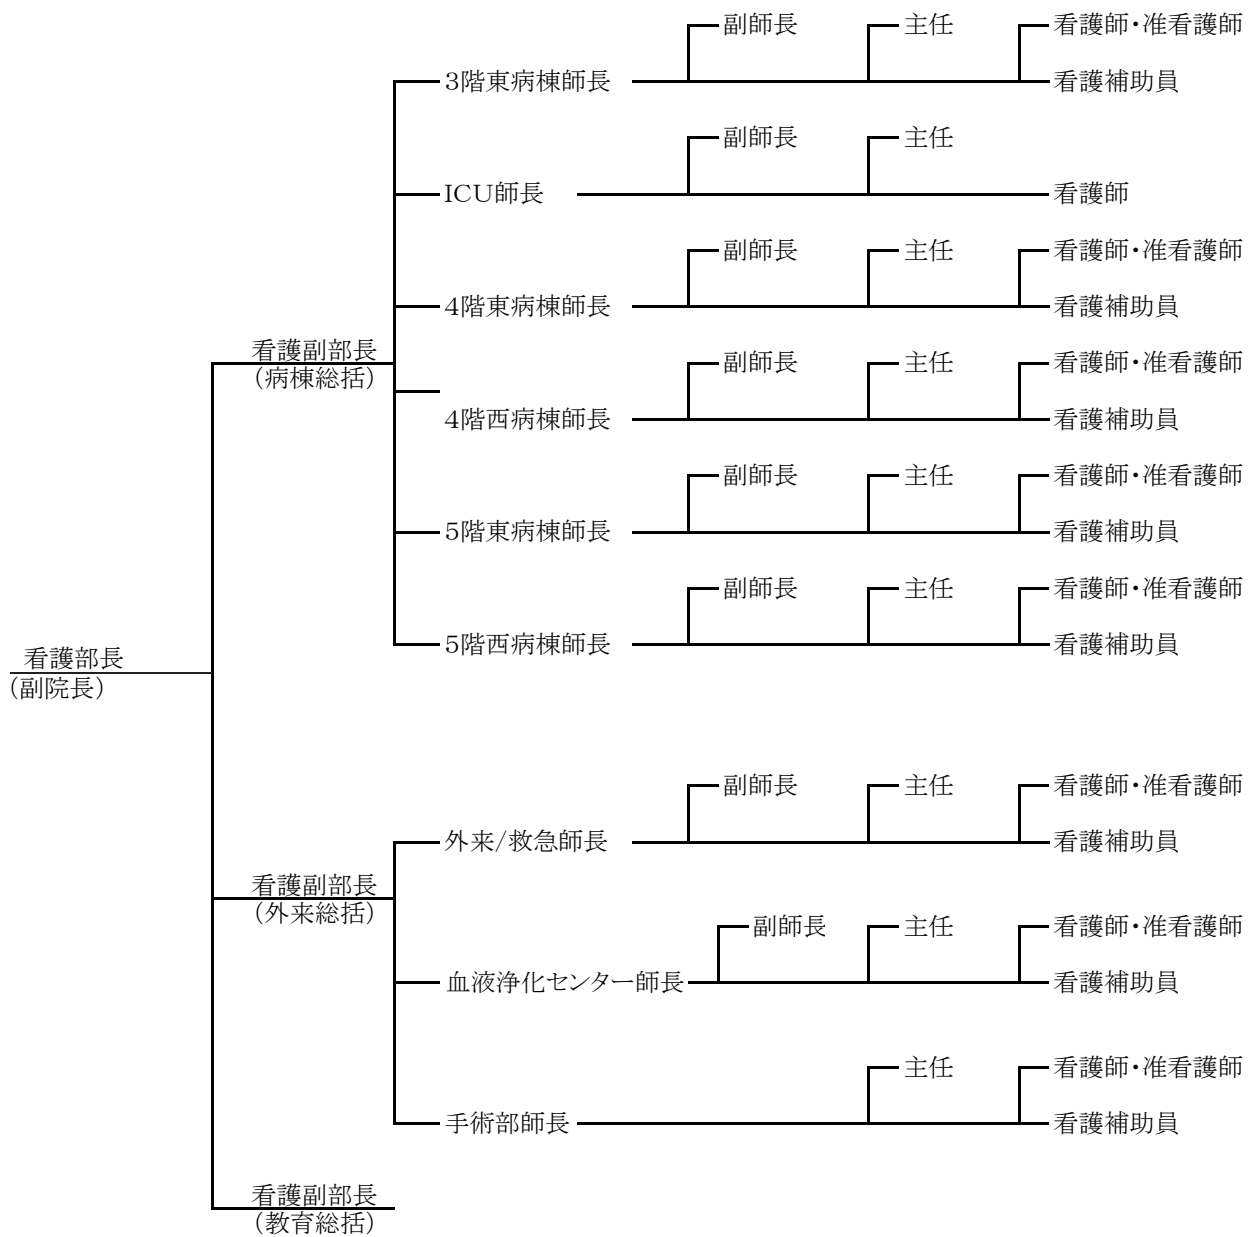 副師長 主任 看護師・准看護師
3階東病棟師長 看護補助員
副師長 主任
ICU師長 看護師
副師長 主任 看護師・准看護師
4階東病棟師長 看護補助員
看護副部長
(病棟総括)
副師長 主任 看護師・准看護師
4階西病棟師長 看護補助員
副師長 主任 看護師・准看護師
5階東病棟師長 看護補助員
副師長 主任 看護師・准看護師
5階西病棟師長 看護補助員
看護部長
(副院長)
副師長 主任 看護師・准看護師
外来/救急師長 看護補助員
看護副部長
(外来総括)
副師長 主任 看護師・准看護師
血液浄化センター師長 看護補助員
主任 看護師・准看護師
手術部師長 看護補助員
看護副部長
(教育総括)